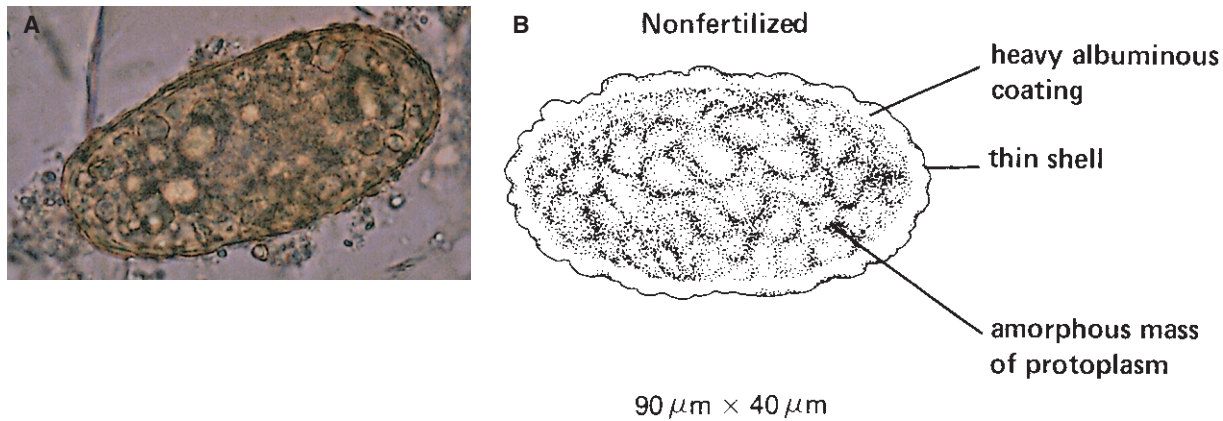 A
B
Nonfertilized
heavy albuminous
coating
thin shell
amorphous mass
of protoplasm
90 μm × 40 μm